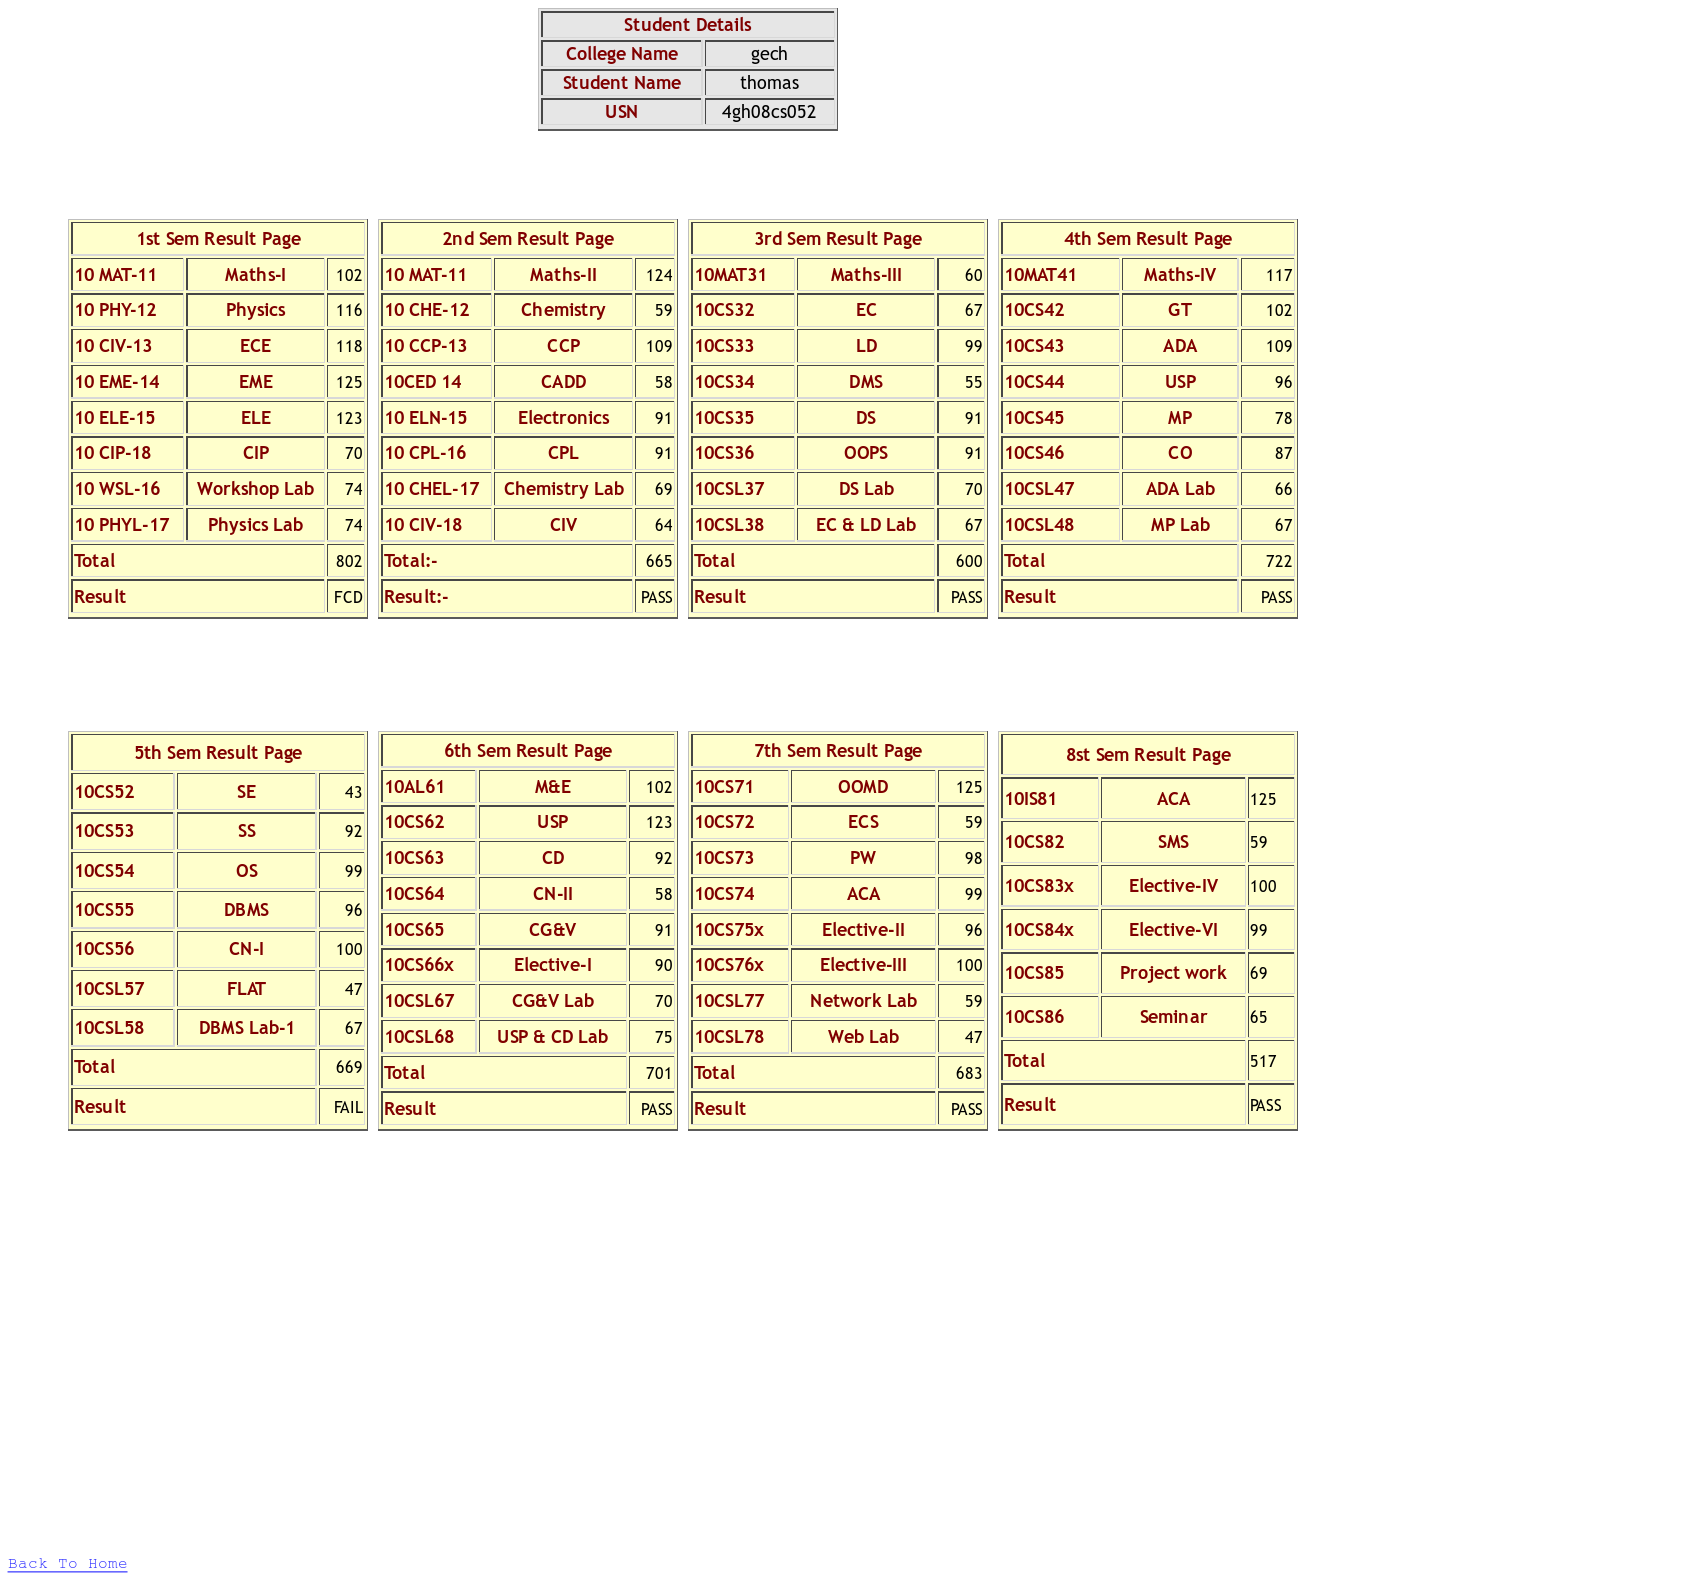 Student Details
College Name gech
Student Name thomas
USN 4gh08cs052
1st Sem Result Page
10 MAT-11 Maths-I 102
10 PHY-12 Physics 116
10 CIV-13 ECE 118
10 EME-14 EME 125
10 ELE-15 ELE 123
10 CIP-18 CIP 70
10 WSL-16 Workshop Lab 74
10 PHYL-17 Physics Lab 74
Total 802
Result FCD
2nd Sem Result Page
10 MAT-11 Maths-II 124
10 CHE-12 Chemistry 59
10 CCP-13 CCP 109
10CED 14 CADD 58
10 ELN-15 Electronics 91
10 CPL-16 CPL 91
10 CHEL-17 Chemistry Lab 69
10 CIV-18 CIV 64
Total:- 665
Result:- PASS
3rd Sem Result Page
10MAT31 Maths-III 60
10CS32 EC 67
10CS33 LD 99
10CS34 DMS 55
10CS35 DS 91
10CS36 OOPS 91
10CSL37 DS Lab 70
10CSL38 EC & LD Lab 67
Total 600
Result PASS
4th Sem Result Page
10MAT41 Maths-IV 117
10CS42 GT 102
10CS43 ADA 109
10CS44 USP 96
10CS45 MP 78
10CS46 CO 87
10CSL47 ADA Lab 66
10CSL48 MP Lab 67
Total 722
Result PASS
5th Sem Result Page
10CS52 SE 43
10CS53 SS 92
10CS54 OS 99
10CS55 DBMS 96
10CS56 CN-I 100
10CSL57 FLAT 47
10CSL58 DBMS Lab-1 67
Total 669
Result FAIL
6th Sem Result Page
10AL61 M&E 102
10CS62 USP 123
10CS63 CD 92
10CS64 CN-II 58
10CS65 CG&V 91
10CS66x Elective-I 90
10CSL67 CG&V Lab 70
10CSL68 USP & CD Lab 75
Total 701
Result PASS
7th Sem Result Page
10CS71 OOMD 125
10CS72 ECS 59
10CS73 PW 98
10CS74 ACA 99
10CS75x Elective-II 96
10CS76x Elective-III 100
10CSL77 Network Lab 59
10CSL78 Web Lab 47
Total 683
Result PASS
8st Sem Result Page
10IS81 ACA 125
10CS82 SMS 59
10CS83x Elective-IV 100
10CS84x Elective-VI 99
10CS85 Project work 69
10CS86 Seminar 65
Total 517
Result PASS
Back To Home